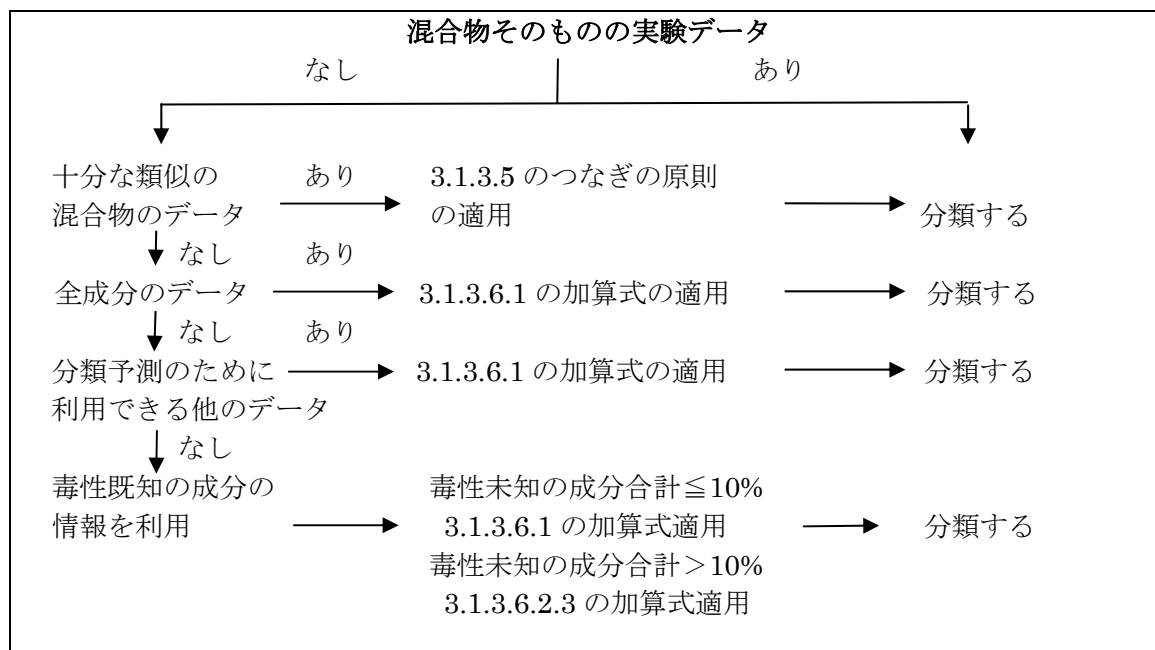 混合物そのものの実験データ
なし あり
十分な類似の あり 3.1.3.5 のつなぎの原則
混合物のデータ の適用 分類する
なし あり
全成分のデータ 3.1.3.6.1 の加算式の適用 分類する
なし あり
分類予測のために 3.1.3.6.1 の加算式の適用 分類する
利用できる他のデータ
なし
毒性既知の成分の 毒性未知の成分合計≦10%
情報を利用 3.1.3.6.1 の加算式適用 分類する
毒性未知の成分合計>10%
3.1.3.6.2.3 の加算式適用